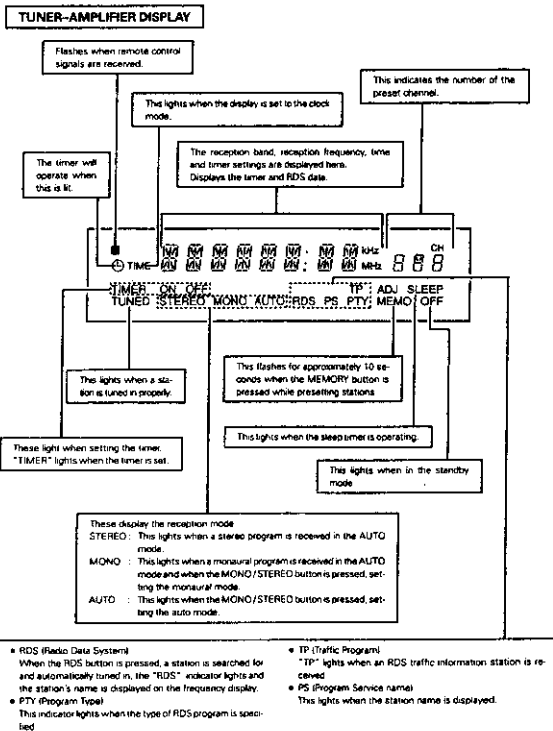 TUNER-AMPLIFIER DISPLAY
Flashes when remote control
signals are received.
This indicates the number of the
preset channel.
This lights when the display is set to the clock
mode.
The reception band, reception frequency, time
and timer settings are displayed here.
Displays the timer and RDS data.
The timer will
operate when
this is lit.
kHz CH
TIME MHz
TIMER ON OFF TP ADJ SLEEP
TUNED STEREO MONO AUTO RDS PS PTY MEMO OFF
This lights when a sta-
tion is tuned in properly.
This flashes for approximately 10 se-
conds when the MEMORY button is
pressed while presetting stations
This lights when the sleep timer is operating.
These light when setting the timer.
"TIMER" lights when the timer is set.
This lights when in the standby
mode
These display the reception mode
STEREO : This lights when a stereo program is received in the AUTO
mode.
MONO : This lights when a monaural program is received in the AUTO
mode and when the MONO/STEREO button is pressed, set-
ting the monaural mode.
AUTO : This lights when the MONO/STEREO button is pressed, set-
ting the auto mode.
• RDS (Radio Data System)
When the RDS button is pressed, a station is searched for
and automatically tuned in, the "RDS" indicator lights and
the station's name is displayed on the frequency display.
• PTY (Program Type)
This indicator lights when the type of RDS program is speci-
fied
• TP (Traffic Program)
"TP" lights when an RDS traffic information station is re-
ceived
• PS (Program Service name)
This lights when the station name is displayed.